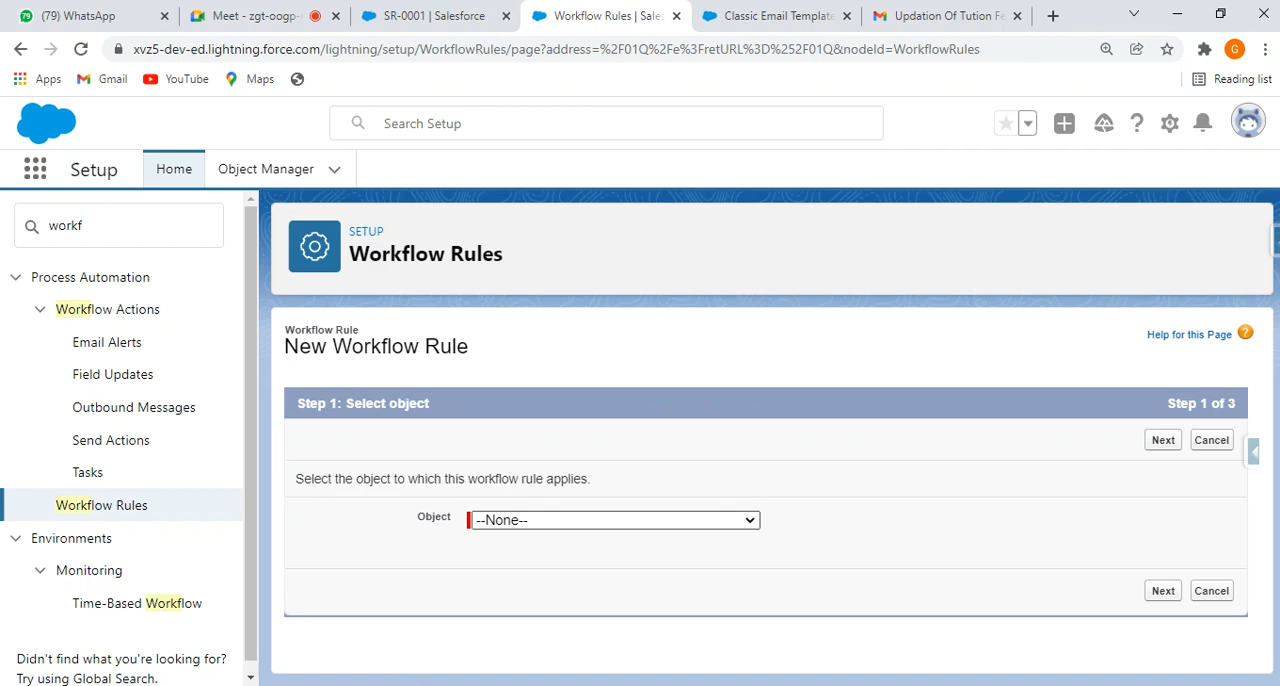 (79) WhatsApp
Meet - zgt-oogp-
SR-0001 | Salesforce
Workflow Rules | Sales
Classic Email Template
Updation Of Tution Fe
xvz5-dev-ed.lightning.force.com/lightning/setup/WorkflowRules/page?address=%2F01Q%2Fe%3FretURL%3D%252F01Q&nodeId=WorkflowRules
G
Apps
Gmail
YouTube
Maps
Reading list
Search Setup
Setup
Home
Object Manager
workf
Process Automation
Workflow Actions
Email Alerts
Field Updates
Outbound Messages
Send Actions
Tasks
Workflow Rules
Environments
Monitoring
Time-Based Workflow
Didn't find what you're looking for?
Try using Global Search.
SETUP
Workflow Rules
Workflow Rule
New Workflow Rule
Help for this Page ?
Step 1: Select object
Step 1 of 3
Next Cancel
Select the object to which this workflow rule applies.
Object --None--
Next Cancel